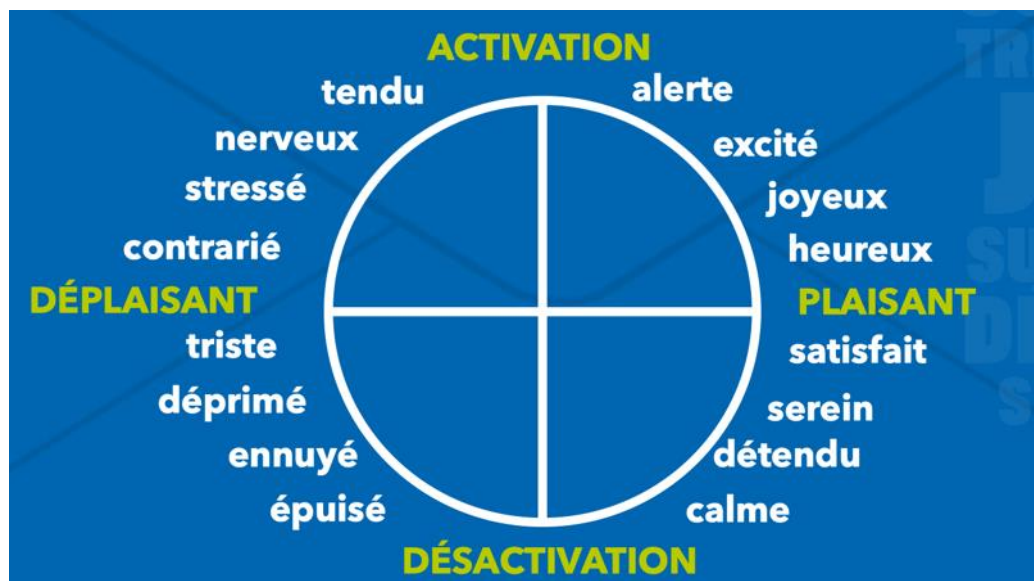 ACTIVATION
tendu
alerte
nerveux
excité
stressé
joyeux
contrarié
heureux
DÉPLAISANT
PLAISANT
triste
satisfait
déprimé
serein
ennuyé
détendu
épuisé
calme
DÉSACTIVATION